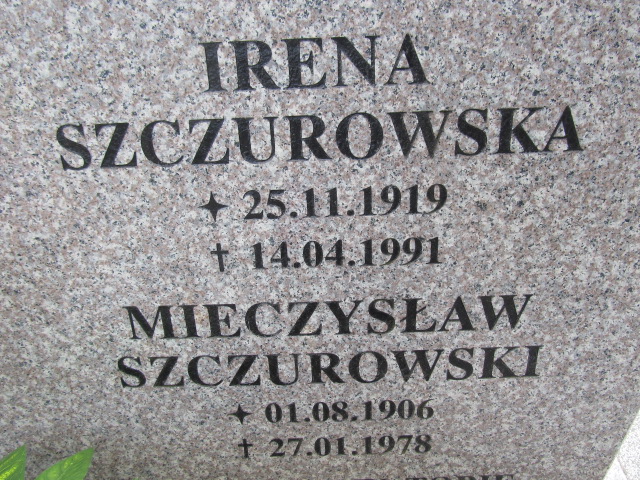 IRENA
SZCZUROWSKA
✦ 25.11.1919
† 14.04.1991
MIECZYSŁAW
SZCZUROWSKI
✦ 01.08.1906
† 27.01.1978